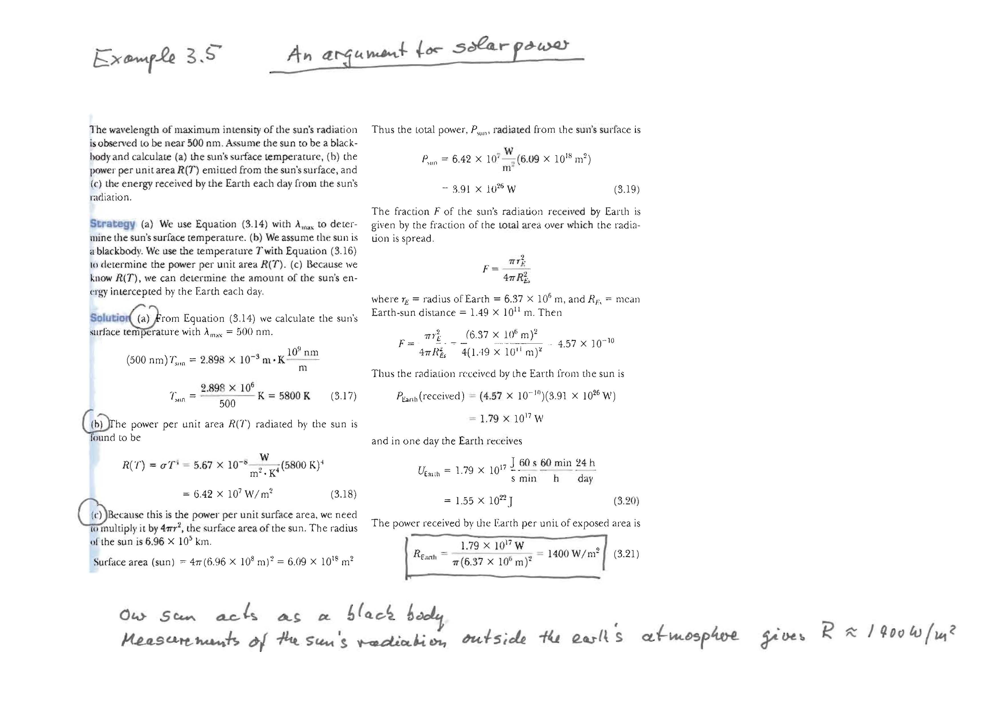 Example 3.5 An argument for solar power
The wavelength of maximum intensity of the sun's radiation
is observed to be near 500 nm. Assume the sun to be a black-
body and calculate (a) the sun's surface temperature, (b) the
power per unit area R(T) emitted from the sun's surface, and
(c) the energy received by the Earth each day from the sun's
radiation.
Strategy (a) We use Equation (3.14) with λmax to deter-
mine the sun's surface temperature. (b) We assume the sun is
a blackbody. We use the temperature T with Equation (3.16)
to determine the power per unit area R(T). (c) Because we
know R(T), we can determine the amount of the sun's en-
ergy intercepted by the Earth each day.
Solution (a) From Equation (3.14) we calculate the sun's
surface temperature with λmax = 500 nm.
(500 nm) Tsun = 2.898 × 10⁻³ m · K 10⁹ nm / m
Tsun = 2.898 × 10⁶ / 500 K = 5800 K (3.17)
(b) The power per unit area R(T) radiated by the sun is
found to be
R(T) = σT⁴ = 5.67 × 10⁻⁸ W / m² · K⁴ (5800 K)⁴
= 6.42 × 10⁷ W/m² (3.18)
(c) Because this is the power per unit surface area, we need
to multiply it by 4πr², the surface area of the sun. The radius
of the sun is 6.96 × 10⁵ km.
Surface area (sun) = 4π(6.96 × 10⁸ m)² = 6.09 × 10¹⁸ m²
Thus the total power, Psun, radiated from the sun's surface is
Psun = 6.42 × 10⁷ W / m² (6.09 × 10¹⁸ m²)
= 3.91 × 10²⁶ W (3.19)
The fraction F of the sun's radiation received by Earth is
given by the fraction of the total area over which the radia-
tion is spread.
F = πr²E / 4πR²Es
where rE = radius of Earth = 6.37 × 10⁶ m, and REs = mean
Earth-sun distance = 1.49 × 10¹¹ m. Then
F = πr²E / 4πR²Es = (6.37 × 10⁶ m)² / 4(1.49 × 10¹¹ m)² = 4.57 × 10⁻¹⁰
Thus the radiation received by the Earth from the sun is
PEarth (received) = (4.57 × 10⁻¹⁰)(3.91 × 10²⁶ W)
= 1.79 × 10¹⁷ W
and in one day the Earth receives
UEarth = 1.79 × 10¹⁷ J / s 60 s / min 60 min / h 24 h / day
= 1.55 × 10²² J (3.20)
The power received by the Earth per unit of exposed area is
REarth = 1.79 × 10¹⁷ W / π(6.37 × 10⁶ m)² = 1400 W/m² (3.21)
Our sun acts as a black body
Measurements of the sun's radiation outside the earth's atmosphere gives R ≈ 1400 W/m²